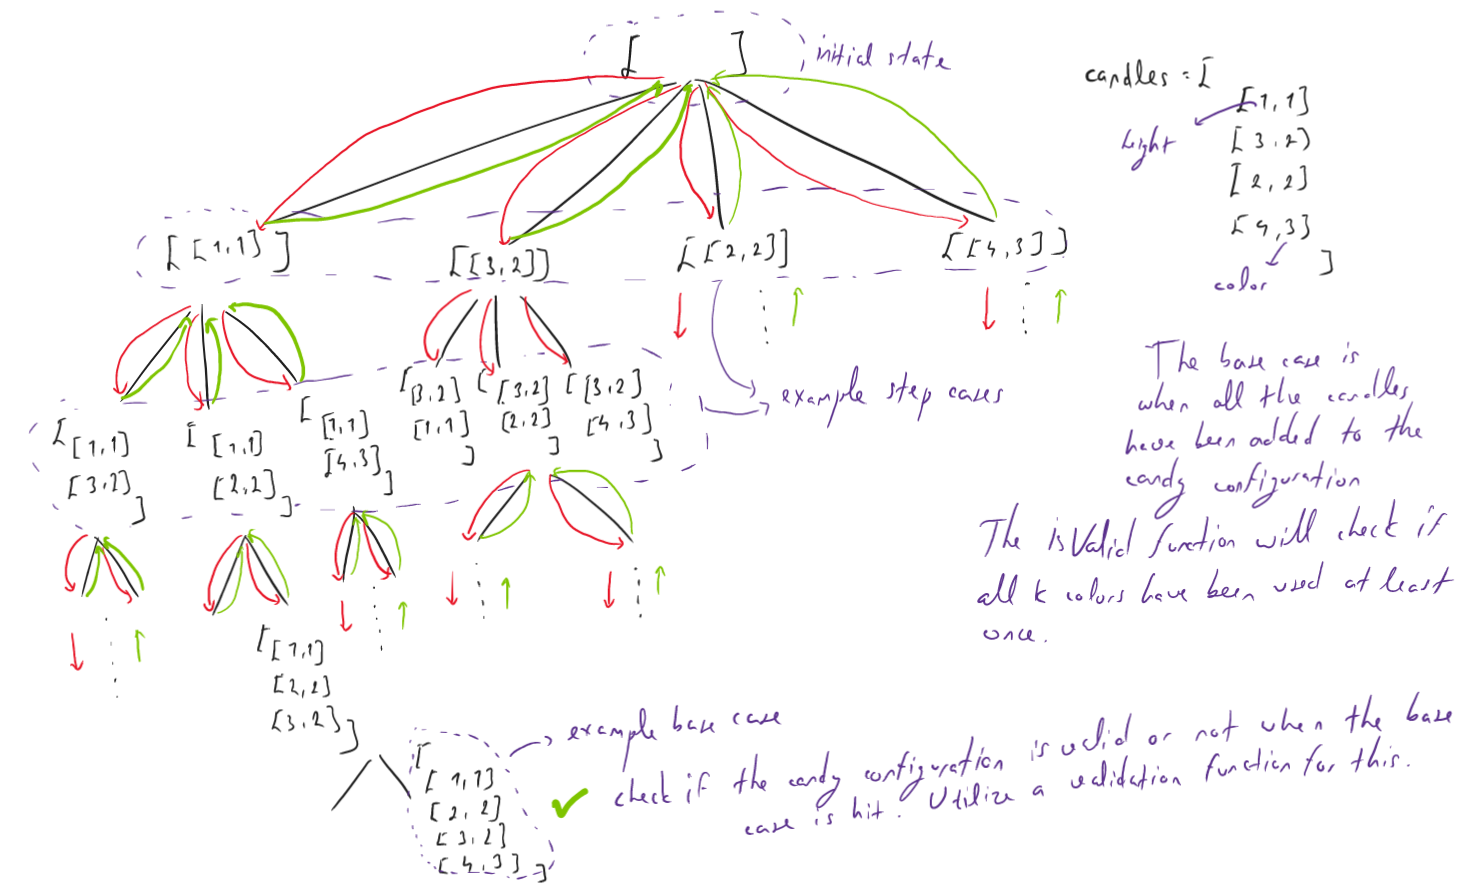 [ ]
initial state
candles = [
[1,1]
height
[3,2)
[2,2]
[4,3]
]
color
[ [1,1] ]
[[3,2]]
[[2,2]]
[[4,3]]
example step cases
[
[1,1]
[3,2]
]
[
[1,1]
[2,2]
]
[
[1,1]
[4,3]
]
[
[3,2]
[1,1]
]
[
[3,2]
[2,2]
]
[
[3,2]
[4,3]
]
The base case is
when all the candles
have been added to the
candy configuration
The isValid function will check if
all k colors have been used at least
once.
[
[1,1]
[2,2]
[3,2]
]
example base case
[
[1,1]
[2,2]
[3,2]
[4,3]
]
check if the candy configuration is valid or not when the base
case is hit. Utilize a validation function for this.